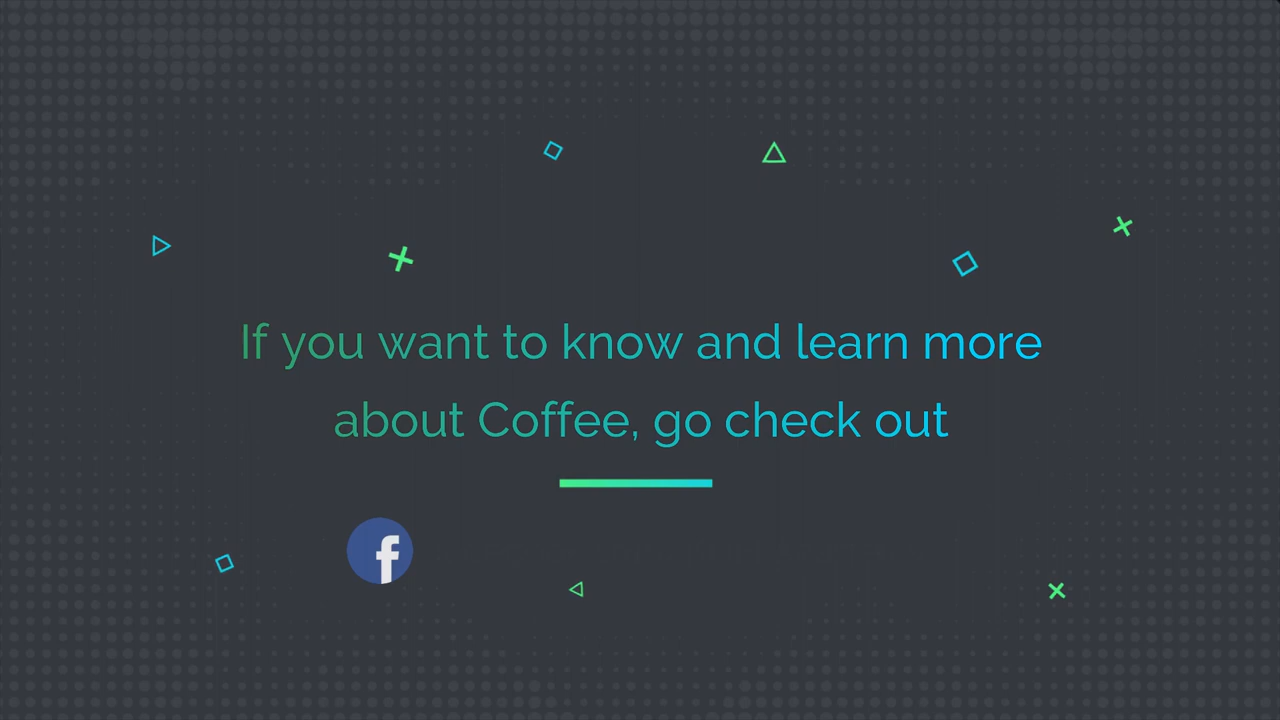 If you want to know and learn more
about Coffee, go check out
f